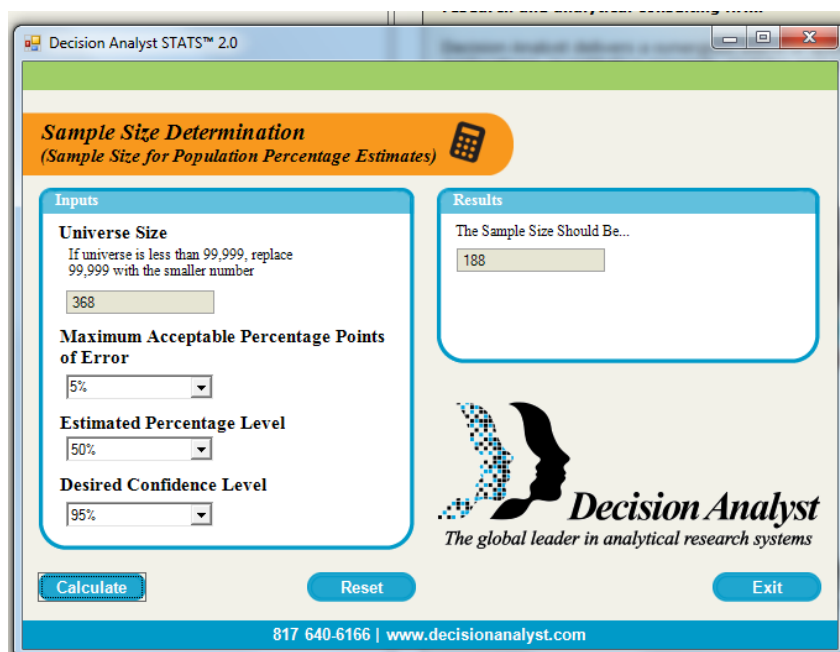 Decision Analyst STATS™ 2.0
Sample Size Determination
(Sample Size for Population Percentage Estimates)
Inputs
Universe Size
If universe is less than 99,999, replace
99,999 with the smaller number
368
Maximum Acceptable Percentage Points
of Error
5%
Estimated Percentage Level
50%
Desired Confidence Level
95%
Results
The Sample Size Should Be...
188
Decision Analyst
The global leader in analytical research systems
Calculate
Reset
Exit
817 640-6166 | www.decisionanalyst.com